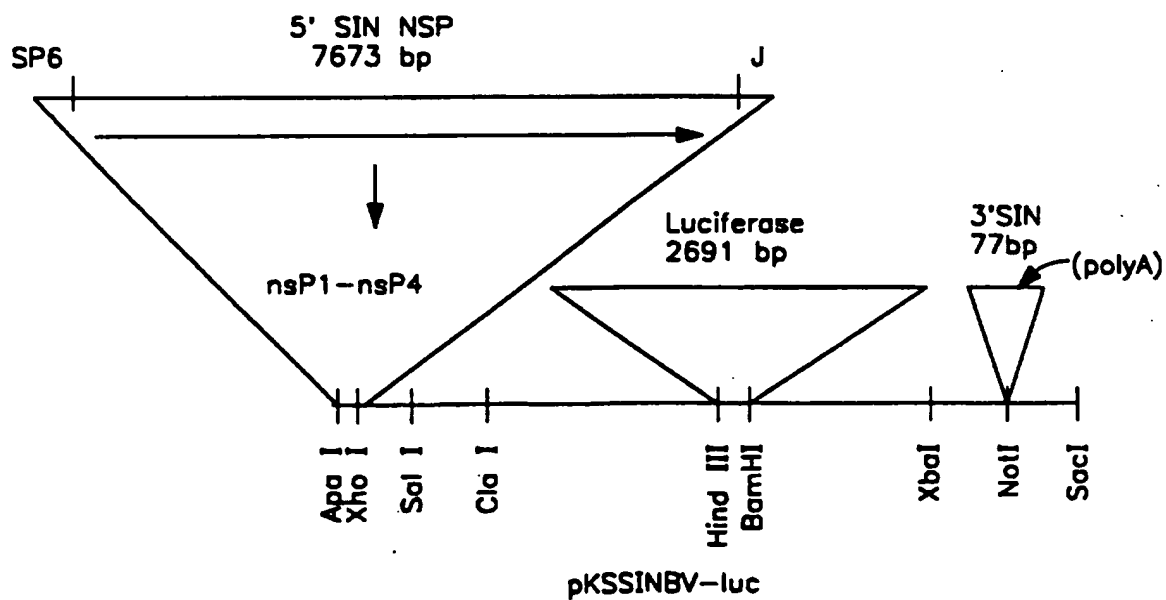 5' SIN NSP
7673 bp
SP6
J
Luciferase
2691 bp
3'SIN
77bp
(polyA)
nsP1-nsP4
Apa I
Xho I
Sal I
Cla I
Hind III
BamHI
XbaI
NotI
SacI
pKSSINBV-luc